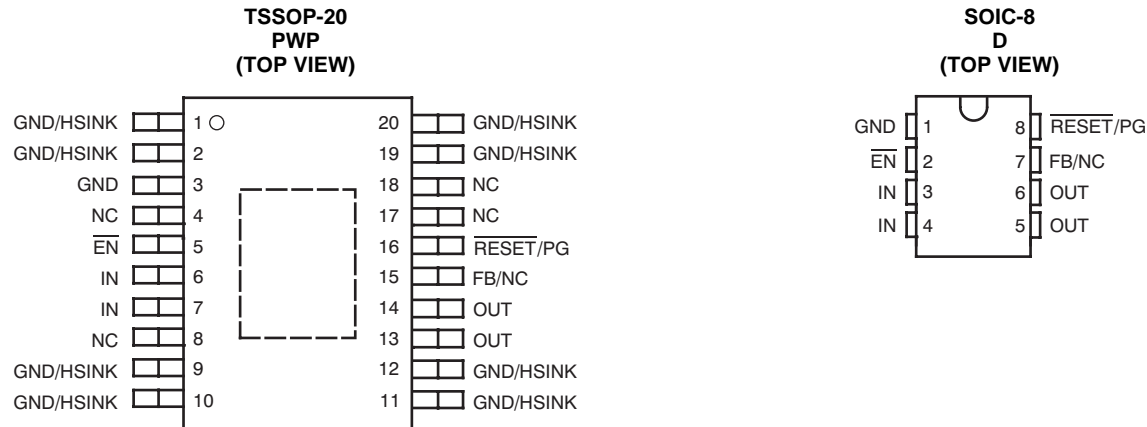 TSSOP-20
PWP
(TOP VIEW)
GND/HSINK 1 20 GND/HSINK
GND/HSINK 2 19 GND/HSINK
GND 3 18 NC
NC 4 17 NC
EN 5 16 RESET/PG
IN 6 15 FB/NC
IN 7 14 OUT
NC 8 13 OUT
GND/HSINK 9 12 GND/HSINK
GND/HSINK 10 11 GND/HSINK
SOIC-8
D
(TOP VIEW)
GND 1 8 RESET/PG
EN 2 7 FB/NC
IN 3 6 OUT
IN 4 5 OUT